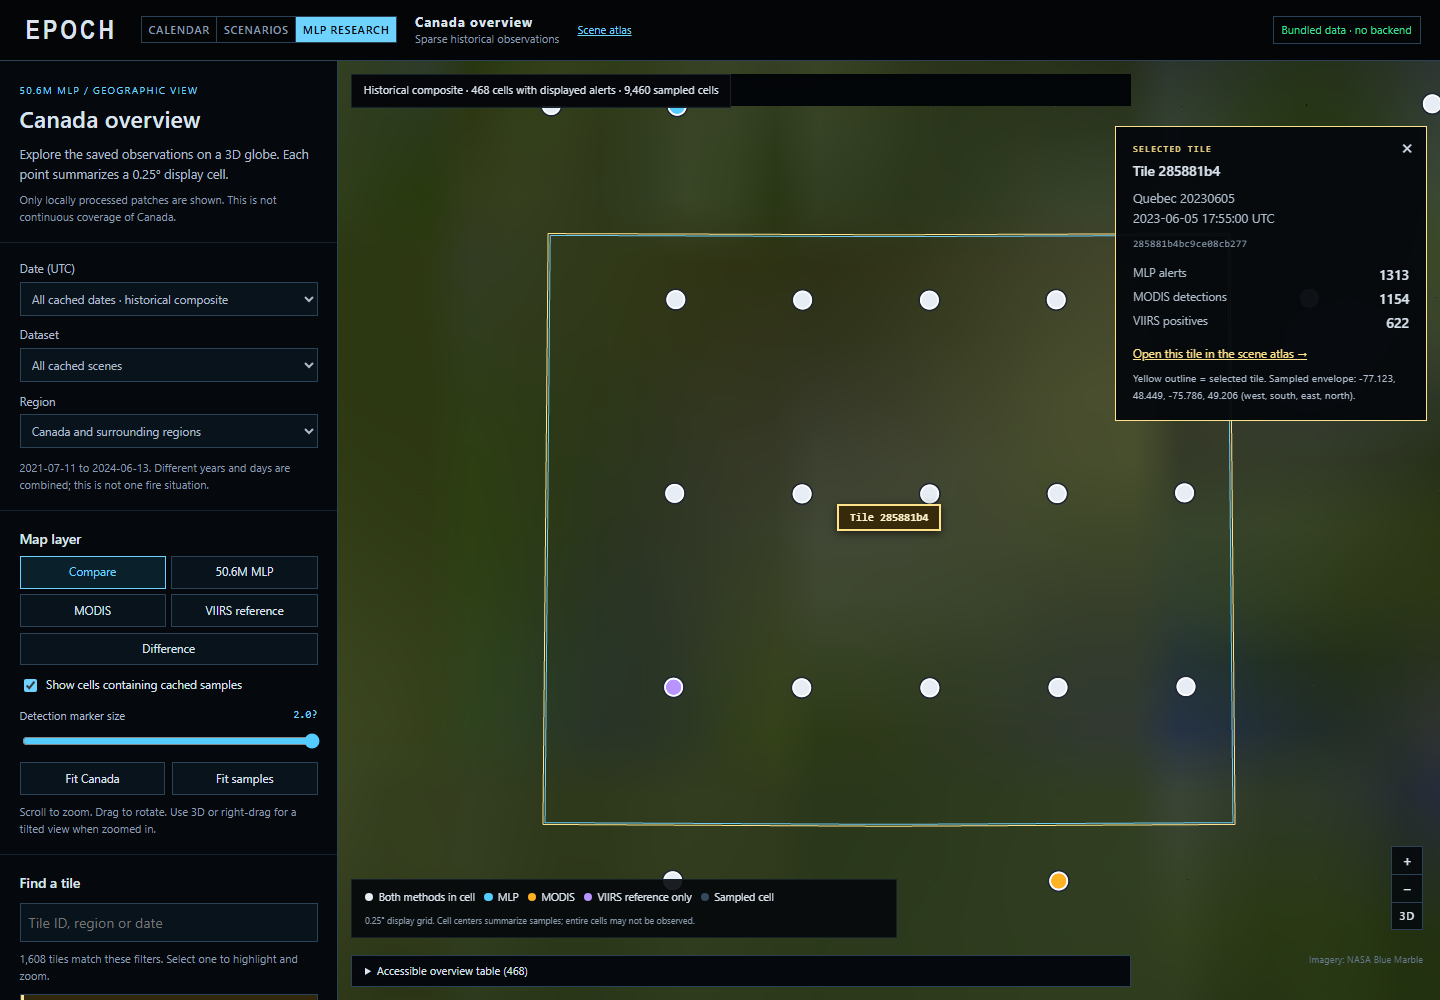 EPOCH
CALENDAR
SCENARIOS
MLP RESEARCH
Canada overview
Sparse historical observations
Scene atlas
Bundled data · no backend
50.6M MLP / GEOGRAPHIC VIEW
Canada overview
Explore the saved observations on a 3D globe. Each
point summarizes a 0.25° display cell.
Only locally processed patches are shown. This is not
continuous coverage of Canada.
Date (UTC)
All cached dates · historical composite
Dataset
All cached scenes
Region
Canada and surrounding regions
2021-07-11 to 2024-06-13. Different years and days are
combined; this is not one fire situation.
Map layer
Compare
50.6M MLP
MODIS
VIIRS reference
Difference
Show cells containing cached samples
Detection marker size
2.0?
Fit Canada
Fit samples
Scroll to zoom. Drag to rotate. Use 3D or right-drag for a
tilted view when zoomed in.
Find a tile
Tile ID, region or date
1,608 tiles match these filters. Select one to highlight and
zoom.
Historical composite · 468 cells with displayed alerts · 9,460 sampled cells
SELECTED TILE
×
Tile 285881b4
Quebec 20230605
2023-06-05 17:55:00 UTC
285881b4bc9ce08cb277
MLP alerts 1313
MODIS detections 1154
VIIRS positives 622
Open this tile in the scene atlas →
Yellow outline = selected tile. Sampled envelope: -77.123,
48.449, -75.786, 49.206 (west, south, east, north).
Tile 285881b4
Both methods in cell
MLP
MODIS
VIIRS reference only
Sampled cell
0.25° display grid. Cell centers summarize samples; entire cells may not be observed.
+
−
3D
Imagery: NASA Blue Marble
Accessible overview table (468)